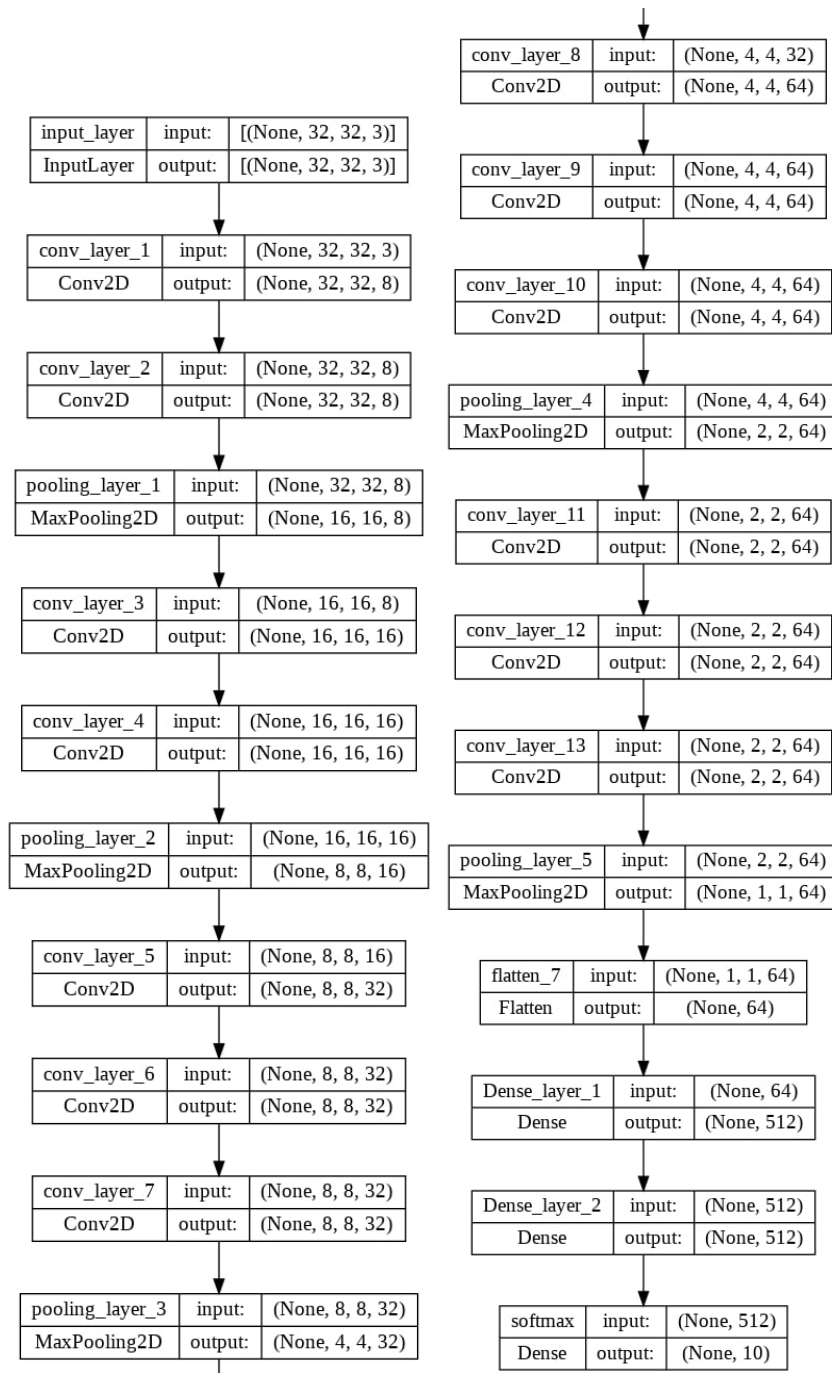 input_layer input: [(None, 32, 32, 3)]
InputLayer output: [(None, 32, 32, 3)]
conv_layer_1 input: (None, 32, 32, 3)
Conv2D output: (None, 32, 32, 8)
conv_layer_2 input: (None, 32, 32, 8)
Conv2D output: (None, 32, 32, 8)
pooling_layer_1 input: (None, 32, 32, 8)
MaxPooling2D output: (None, 16, 16, 8)
conv_layer_3 input: (None, 16, 16, 8)
Conv2D output: (None, 16, 16, 16)
conv_layer_4 input: (None, 16, 16, 16)
Conv2D output: (None, 16, 16, 16)
pooling_layer_2 input: (None, 16, 16, 16)
MaxPooling2D output: (None, 8, 8, 16)
conv_layer_5 input: (None, 8, 8, 16)
Conv2D output: (None, 8, 8, 32)
conv_layer_6 input: (None, 8, 8, 32)
Conv2D output: (None, 8, 8, 32)
conv_layer_7 input: (None, 8, 8, 32)
Conv2D output: (None, 8, 8, 32)
pooling_layer_3 input: (None, 8, 8, 32)
MaxPooling2D output: (None, 4, 4, 32)
conv_layer_8 input: (None, 4, 4, 32)
Conv2D output: (None, 4, 4, 64)
conv_layer_9 input: (None, 4, 4, 64)
Conv2D output: (None, 4, 4, 64)
conv_layer_10 input: (None, 4, 4, 64)
Conv2D output: (None, 4, 4, 64)
pooling_layer_4 input: (None, 4, 4, 64)
MaxPooling2D output: (None, 2, 2, 64)
conv_layer_11 input: (None, 2, 2, 64)
Conv2D output: (None, 2, 2, 64)
conv_layer_12 input: (None, 2, 2, 64)
Conv2D output: (None, 2, 2, 64)
conv_layer_13 input: (None, 2, 2, 64)
Conv2D output: (None, 2, 2, 64)
pooling_layer_5 input: (None, 2, 2, 64)
MaxPooling2D output: (None, 1, 1, 64)
flatten_7 input: (None, 1, 1, 64)
Flatten output: (None, 64)
Dense_layer_1 input: (None, 64)
Dense output: (None, 512)
Dense_layer_2 input: (None, 512)
Dense output: (None, 512)
softmax input: (None, 512)
Dense output: (None, 10)